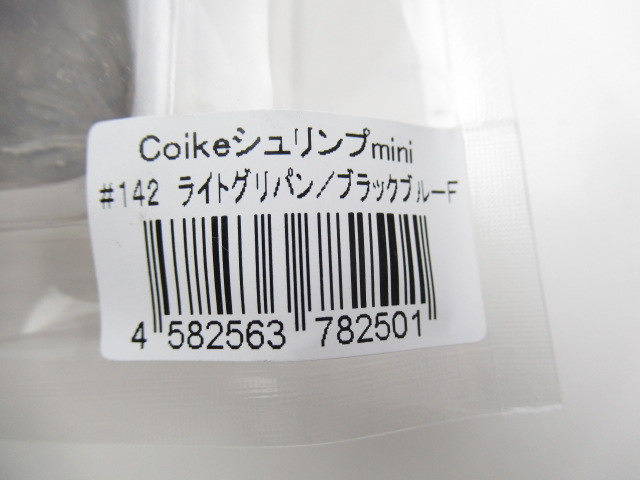 Coikeシュリンプmini
#142 ライトグリパン/ブラックブルーF
4 582563 782501